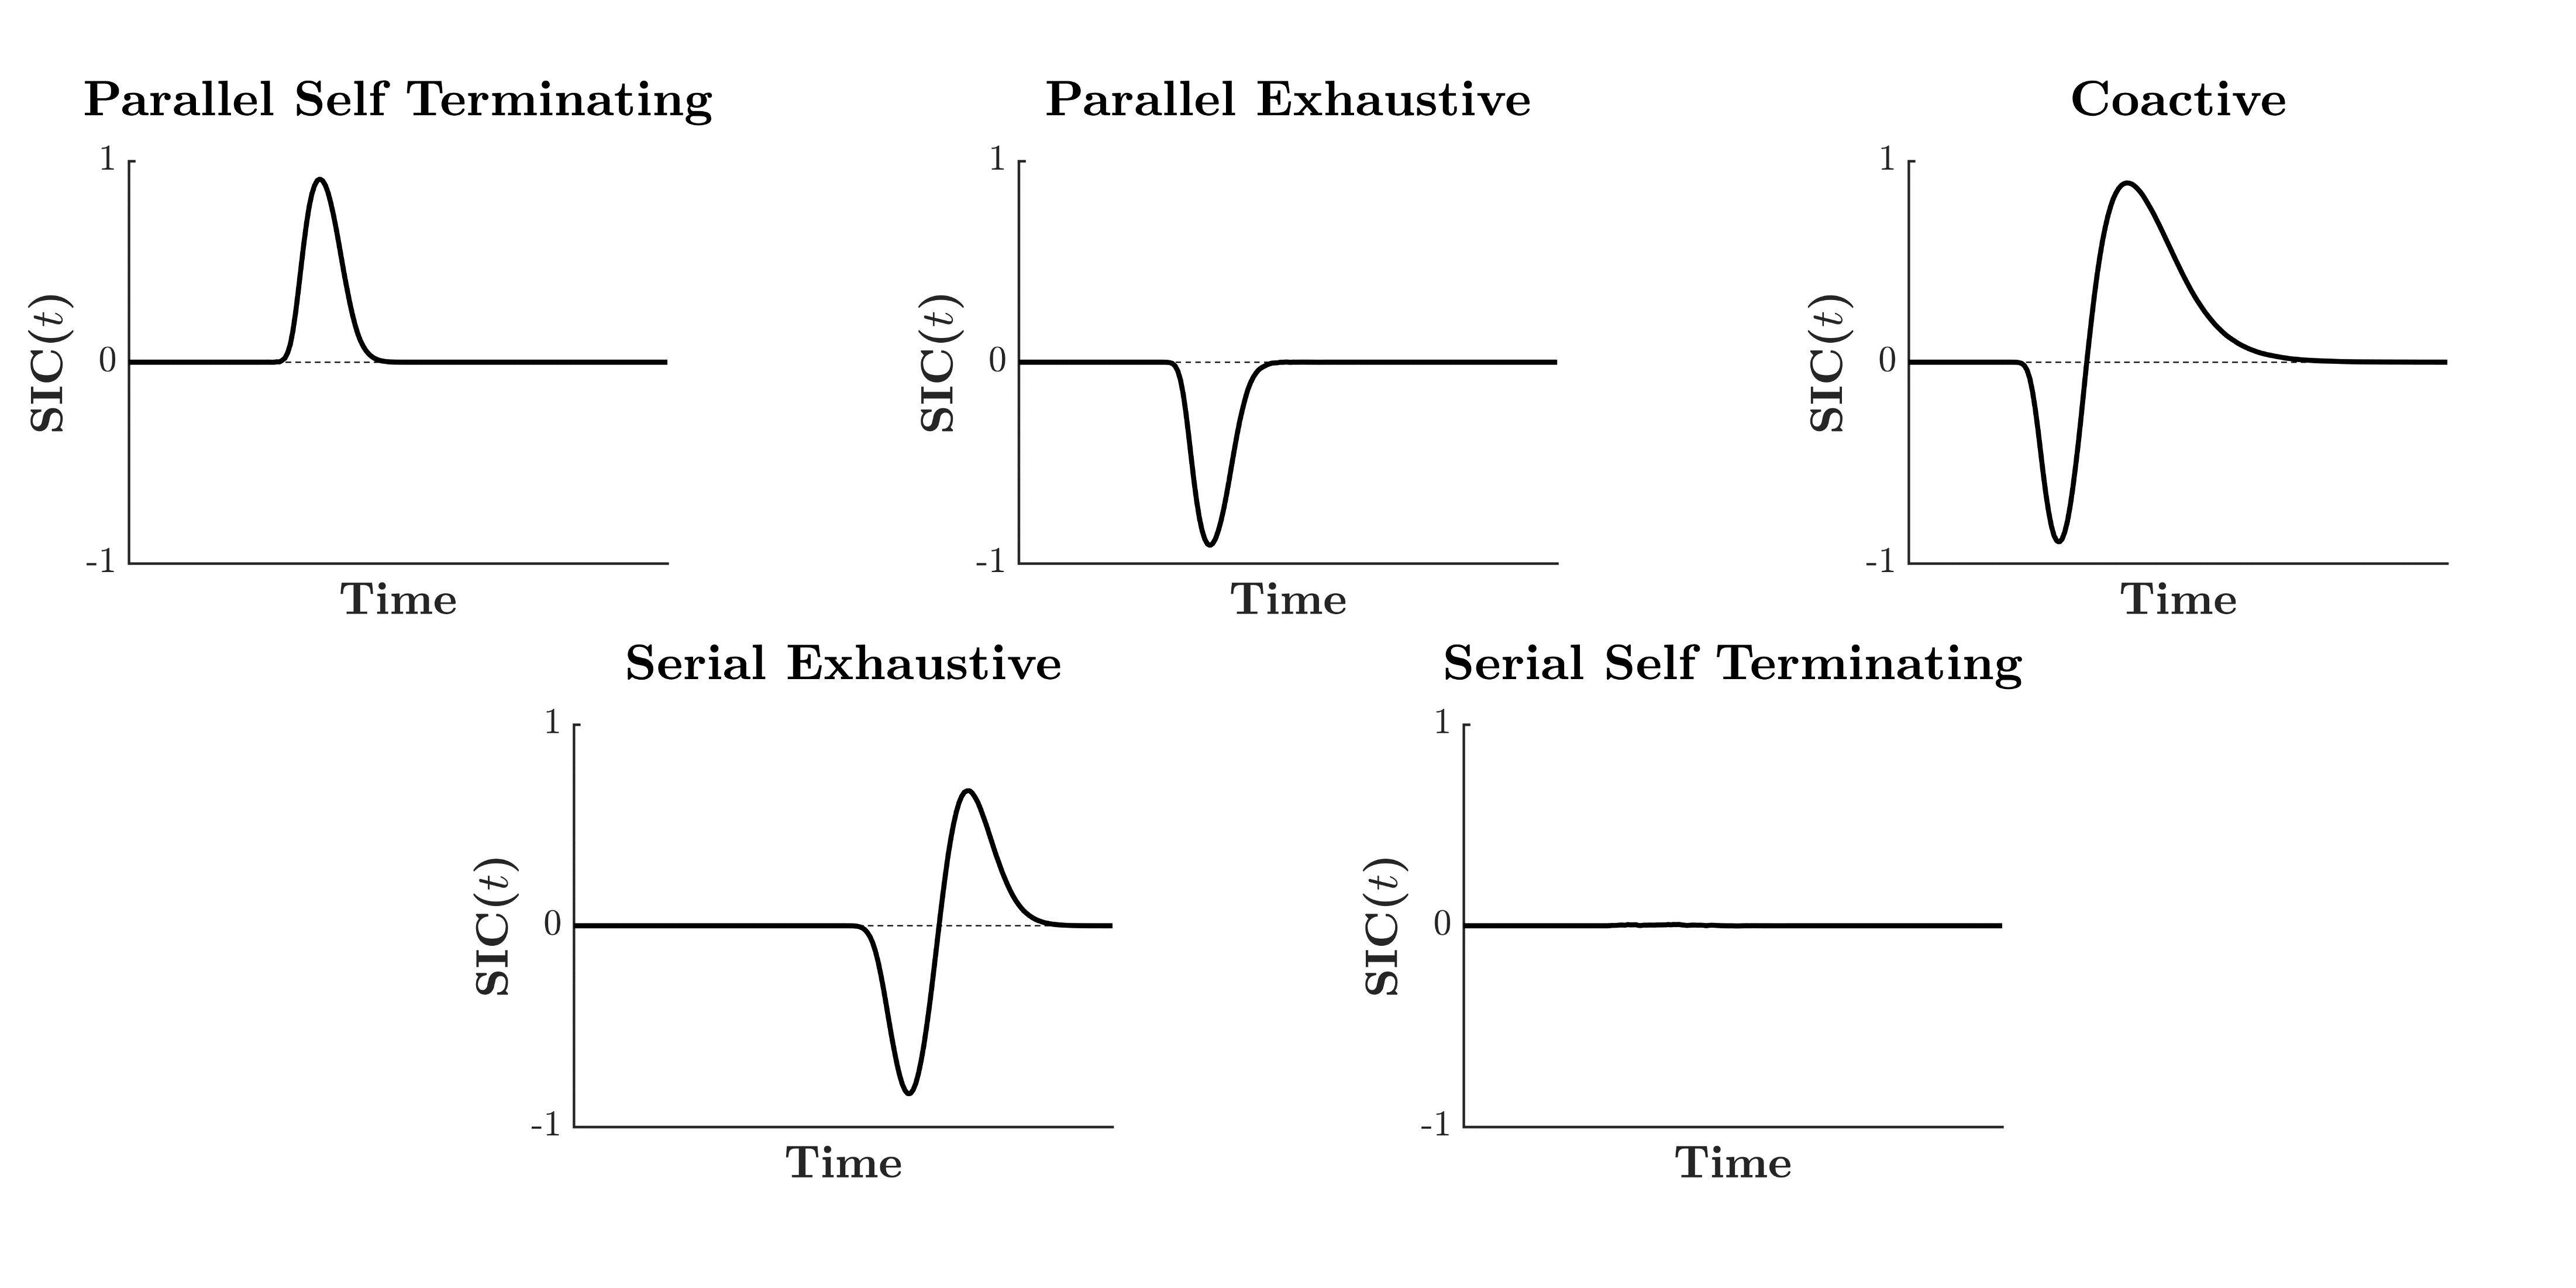 Parallel Self Terminating
1
0
-1
SIC(t)
Time
Parallel Exhaustive
1
0
-1
SIC(t)
Time
Coactive
1
0
-1
SIC(t)
Time
Serial Exhaustive
1
0
-1
SIC(t)
Time
Serial Self Terminating
1
0
-1
SIC(t)
Time